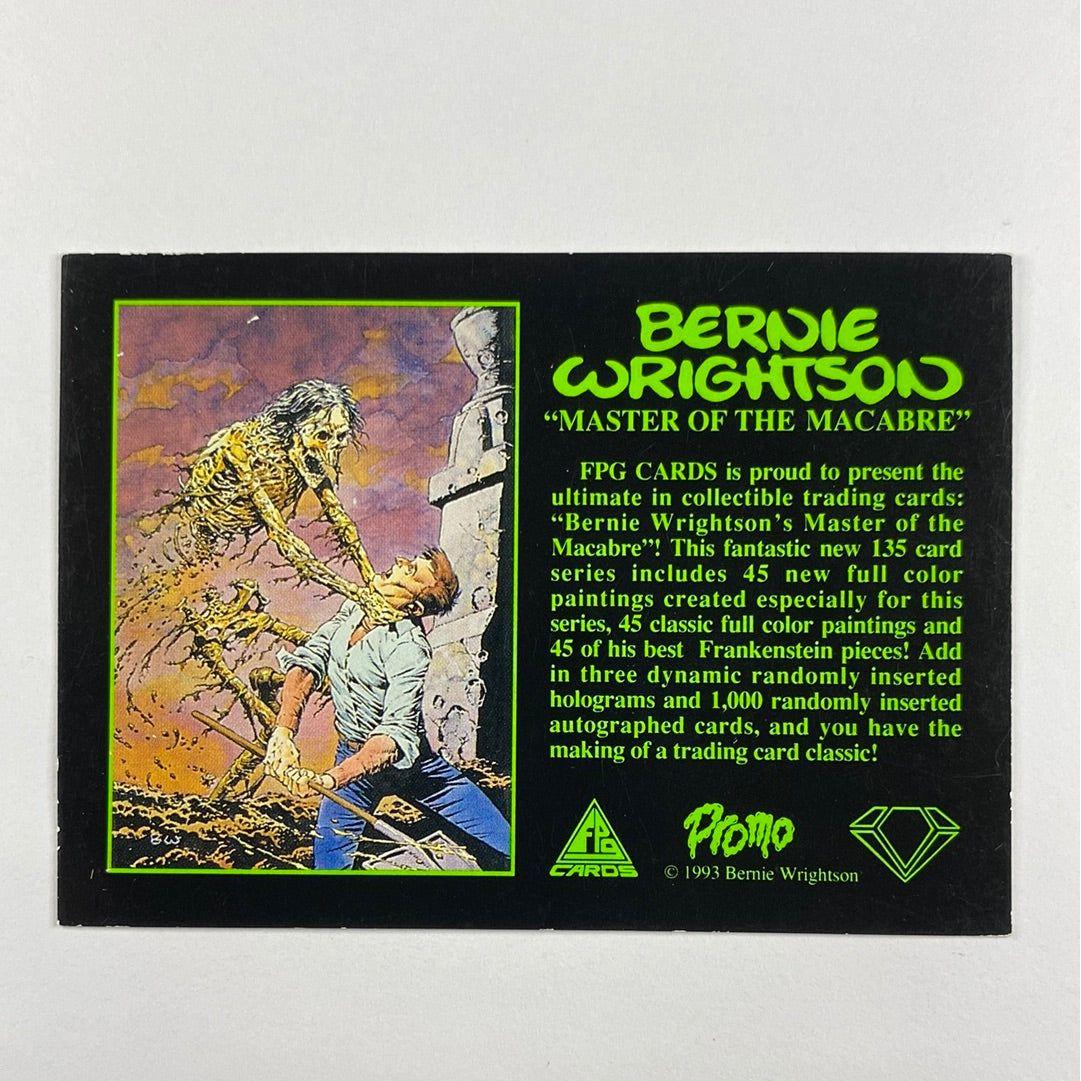 BERNIE
WRIGHTSON
“MASTER OF THE MACABRE”
FPG CARDS is proud to present the
ultimate in collectible trading cards:
“Bernie Wrightson’s Master of the
Macabre”! This fantastic new 135 card
series includes 45 new full color
paintings created especially for this
series, 45 classic full color paintings and
45 of his best Frankenstein pieces! Add
in three dynamic randomly inserted
holograms and 1,000 randomly inserted
autographed cards, and you have the
making of a trading card classic!
BW
FPG
CARDS
Promo
© 1993 Bernie Wrightson